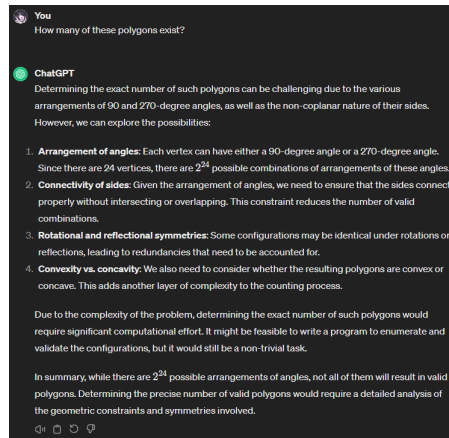 You
How many of these polygons exist?
ChatGPT
Determining the exact number of such polygons can be challenging due to the various
arrangements of 90 and 270-degree angles, as well as the non-coplanar nature of their sides.
However, we can explore the possibilities:
1. Arrangement of angles: Each vertex can have either a 90-degree angle or a 270-degree angle.
Since there are 24 vertices, there are 2^24 possible combinations of arrangements of these angles.
2. Connectivity of sides: Given the arrangement of angles, we need to ensure that the sides connect
properly without intersecting or overlapping. This constraint reduces the number of valid
combinations.
3. Rotational and reflectional symmetries: Some configurations may be identical under rotations or
reflections, leading to redundancies that need to be accounted for.
4. Convexity vs. concavity: We also need to consider whether the resulting polygons are convex or
concave. This adds another layer of complexity to the counting process.
Due to the complexity of the problem, determining the exact number of such polygons would
require significant computational effort. It might be feasible to write a program to enumerate and
validate the configurations, but it would still be a non-trivial task.
In summary, while there are 2^24 possible arrangements of angles, not all of them will result in valid
polygons. Determining the precise number of valid polygons would require a detailed analysis of
the geometric constraints and symmetries involved.